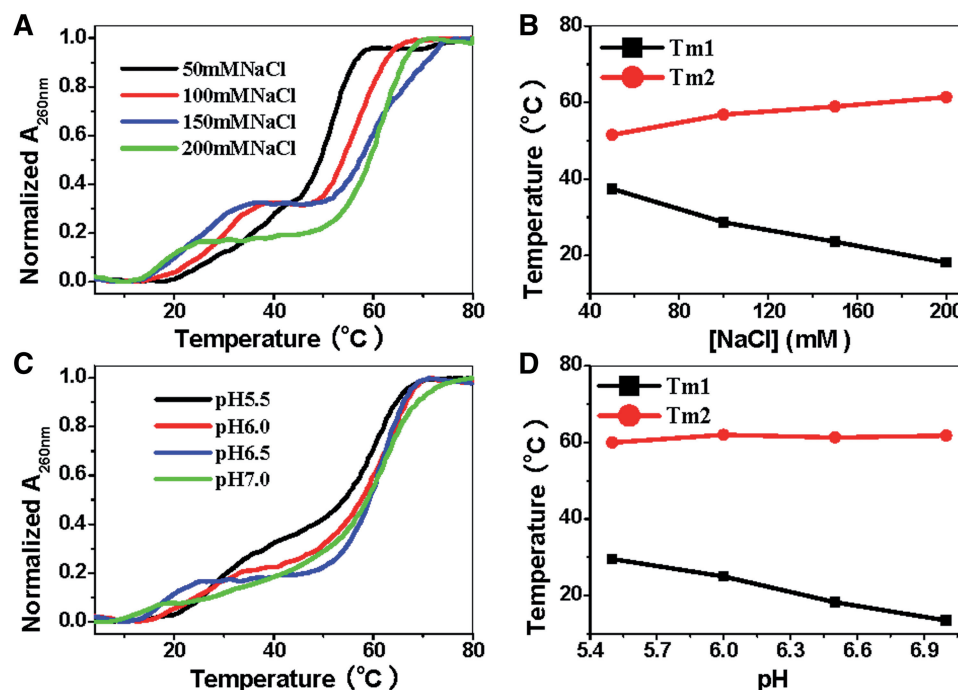 A
Normalized A260nm
1.0
0.8
0.6
0.4
0.2
0.0
50mMNaCl
100mMNaCl
150mMNaCl
200mMNaCl
20 40 60 80
Temperature (°C)
B
Temperature (°C)
80
60
40
20
Tm1
Tm2
40 80 120 160 200
[NaCl] (mM)
C
Normalized A260nm
1.0
0.8
0.6
0.4
0.2
0.0
pH5.5
pH6.0
pH6.5
pH7.0
20 40 60 80
Temperature (°C)
D
Temperature (°C)
80
60
40
20
Tm1
Tm2
5.4 5.7 6.0 6.3 6.6 6.9
pH